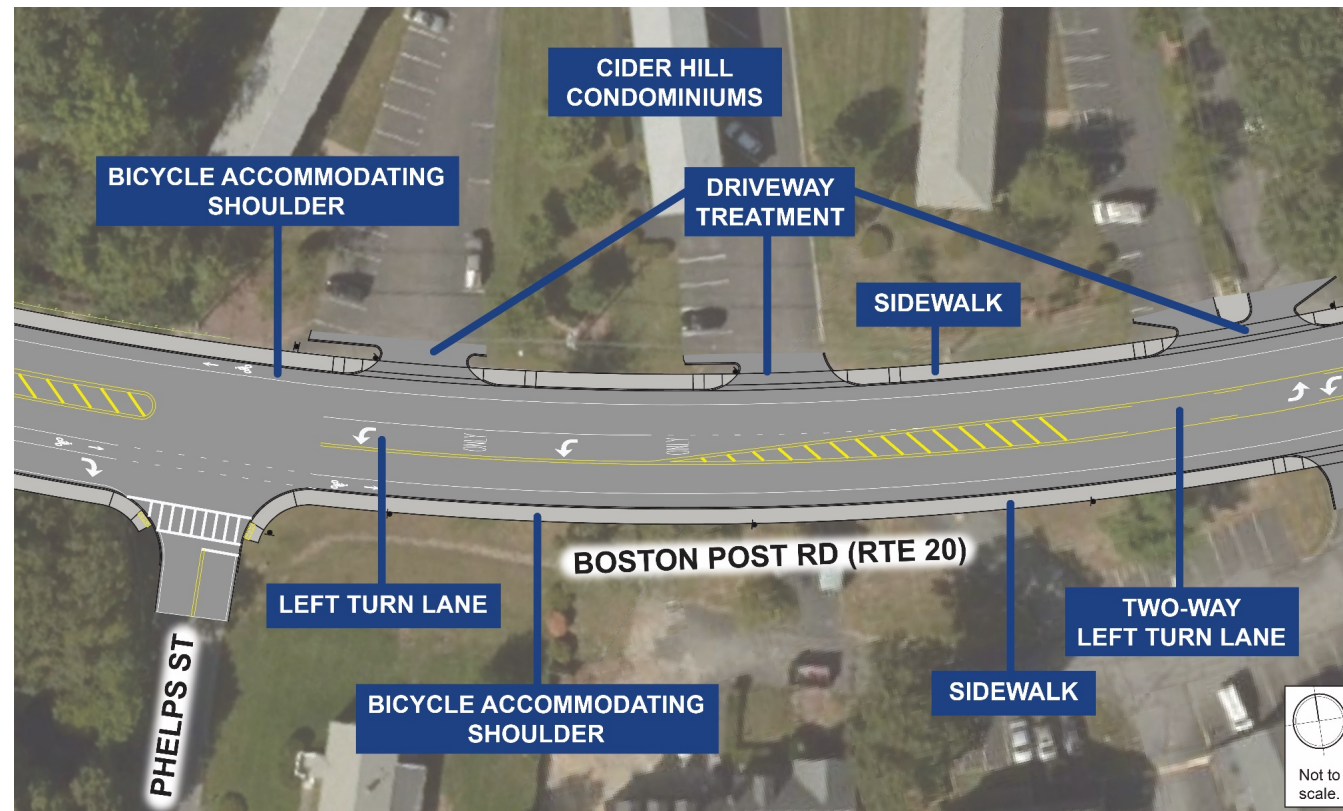 CIDER HILL
CONDOMINIUMS
BICYCLE ACCOMMODATING
SHOULDER
DRIVEWAY
TREATMENT
SIDEWALK
ONLY
ONLY
BOSTON POST RD (RTE 20)
LEFT TURN LANE
TWO-WAY
LEFT TURN LANE
PHELPS ST
BICYCLE ACCOMMODATING
SHOULDER
SIDEWALK
Not to
scale.